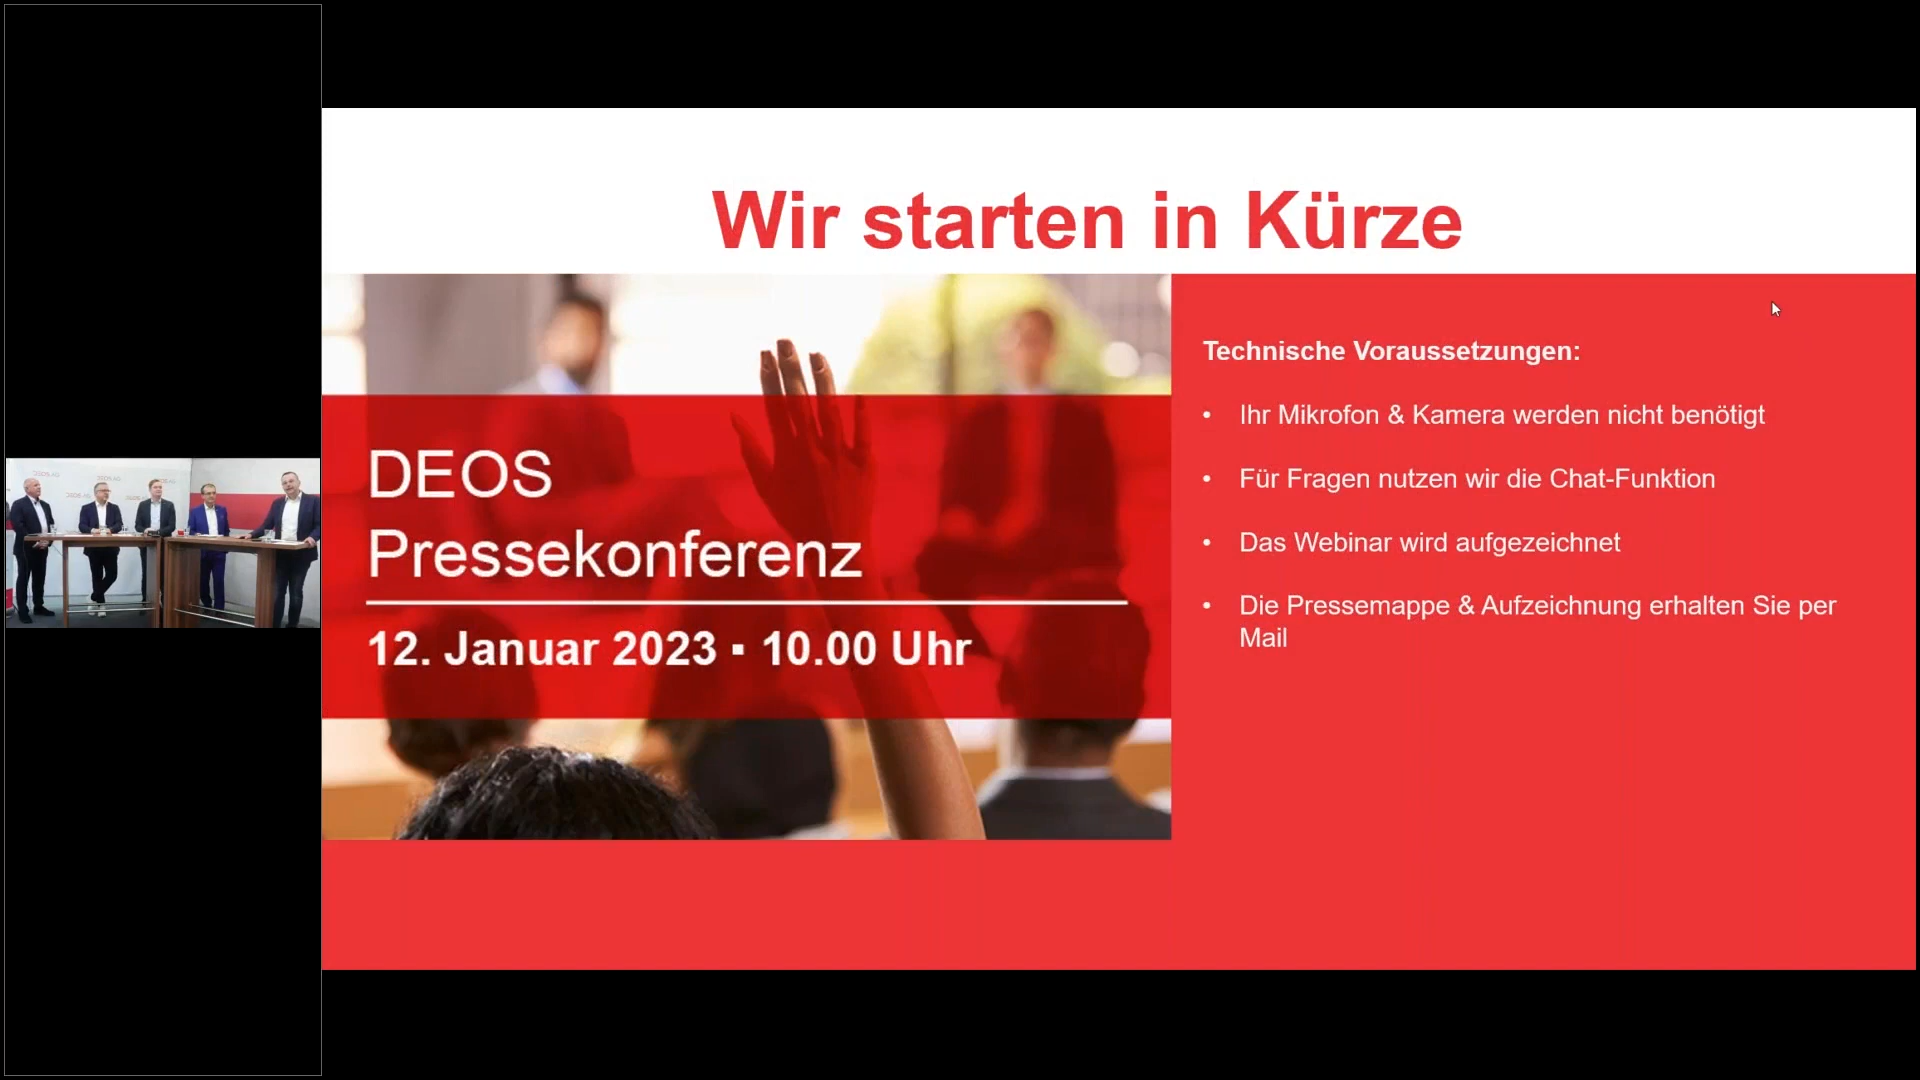 Wir starten in Kürze
DEOS
Pressekonferenz
12. Januar 2023 ▪ 10.00 Uhr
Technische Voraussetzungen:
• Ihr Mikrofon & Kamera werden nicht benötigt
• Für Fragen nutzen wir die Chat-Funktion
• Das Webinar wird aufgezeichnet
• Die Pressemappe & Aufzeichnung erhalten Sie per
Mail